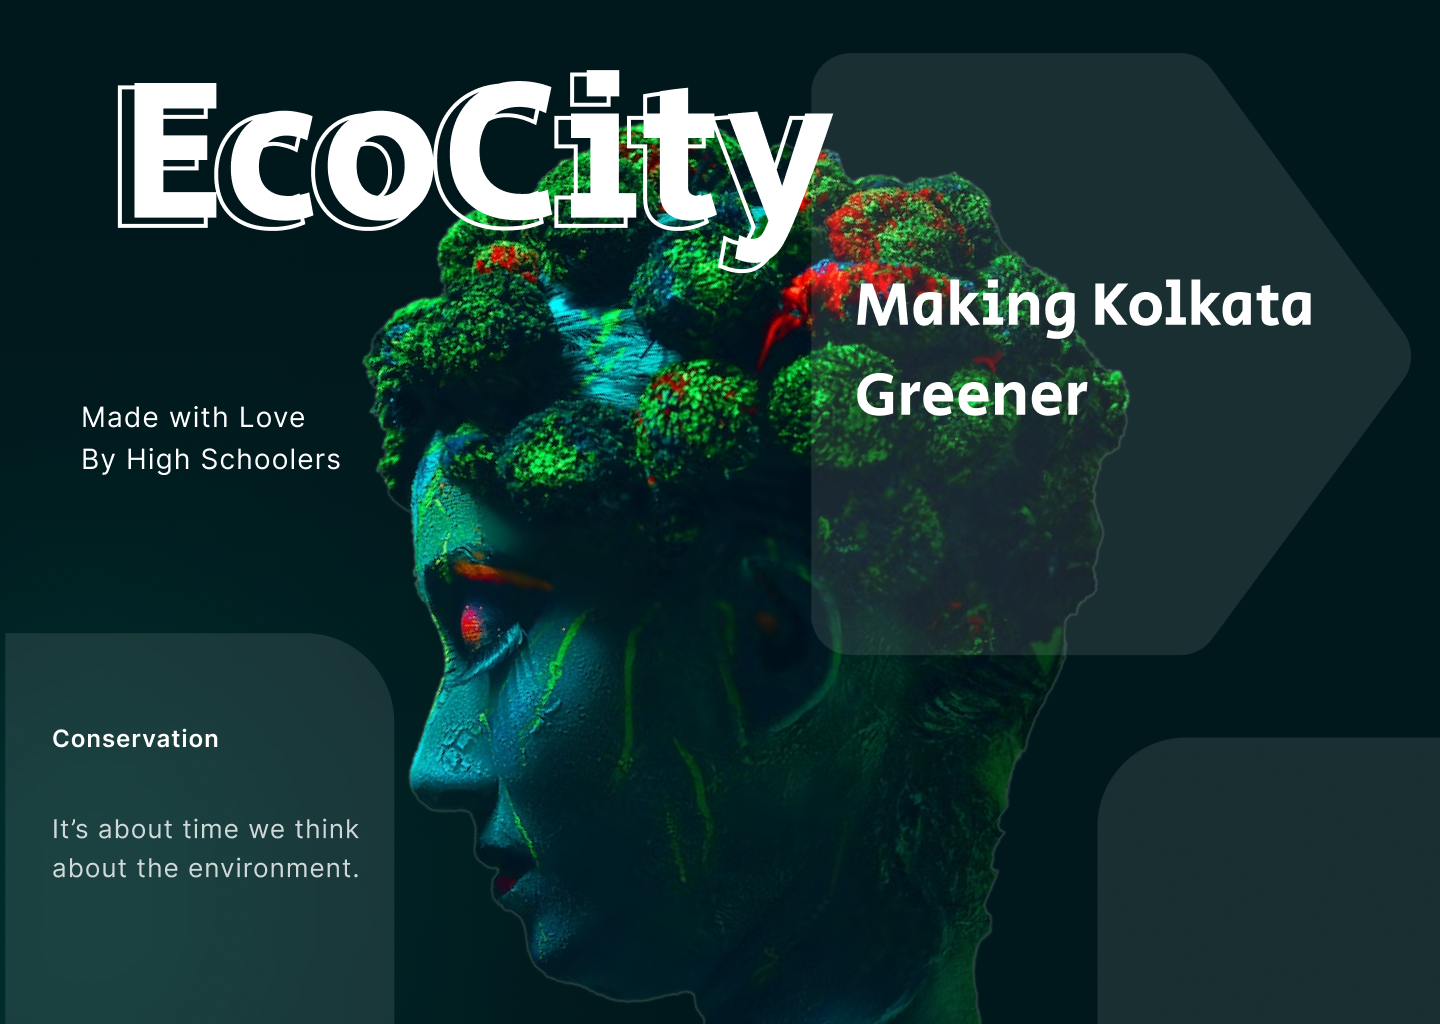 EcoCity
Making Kolkata
Greener
Made with Love
By High Schoolers
Conservation
It’s about time we think
about the environment.